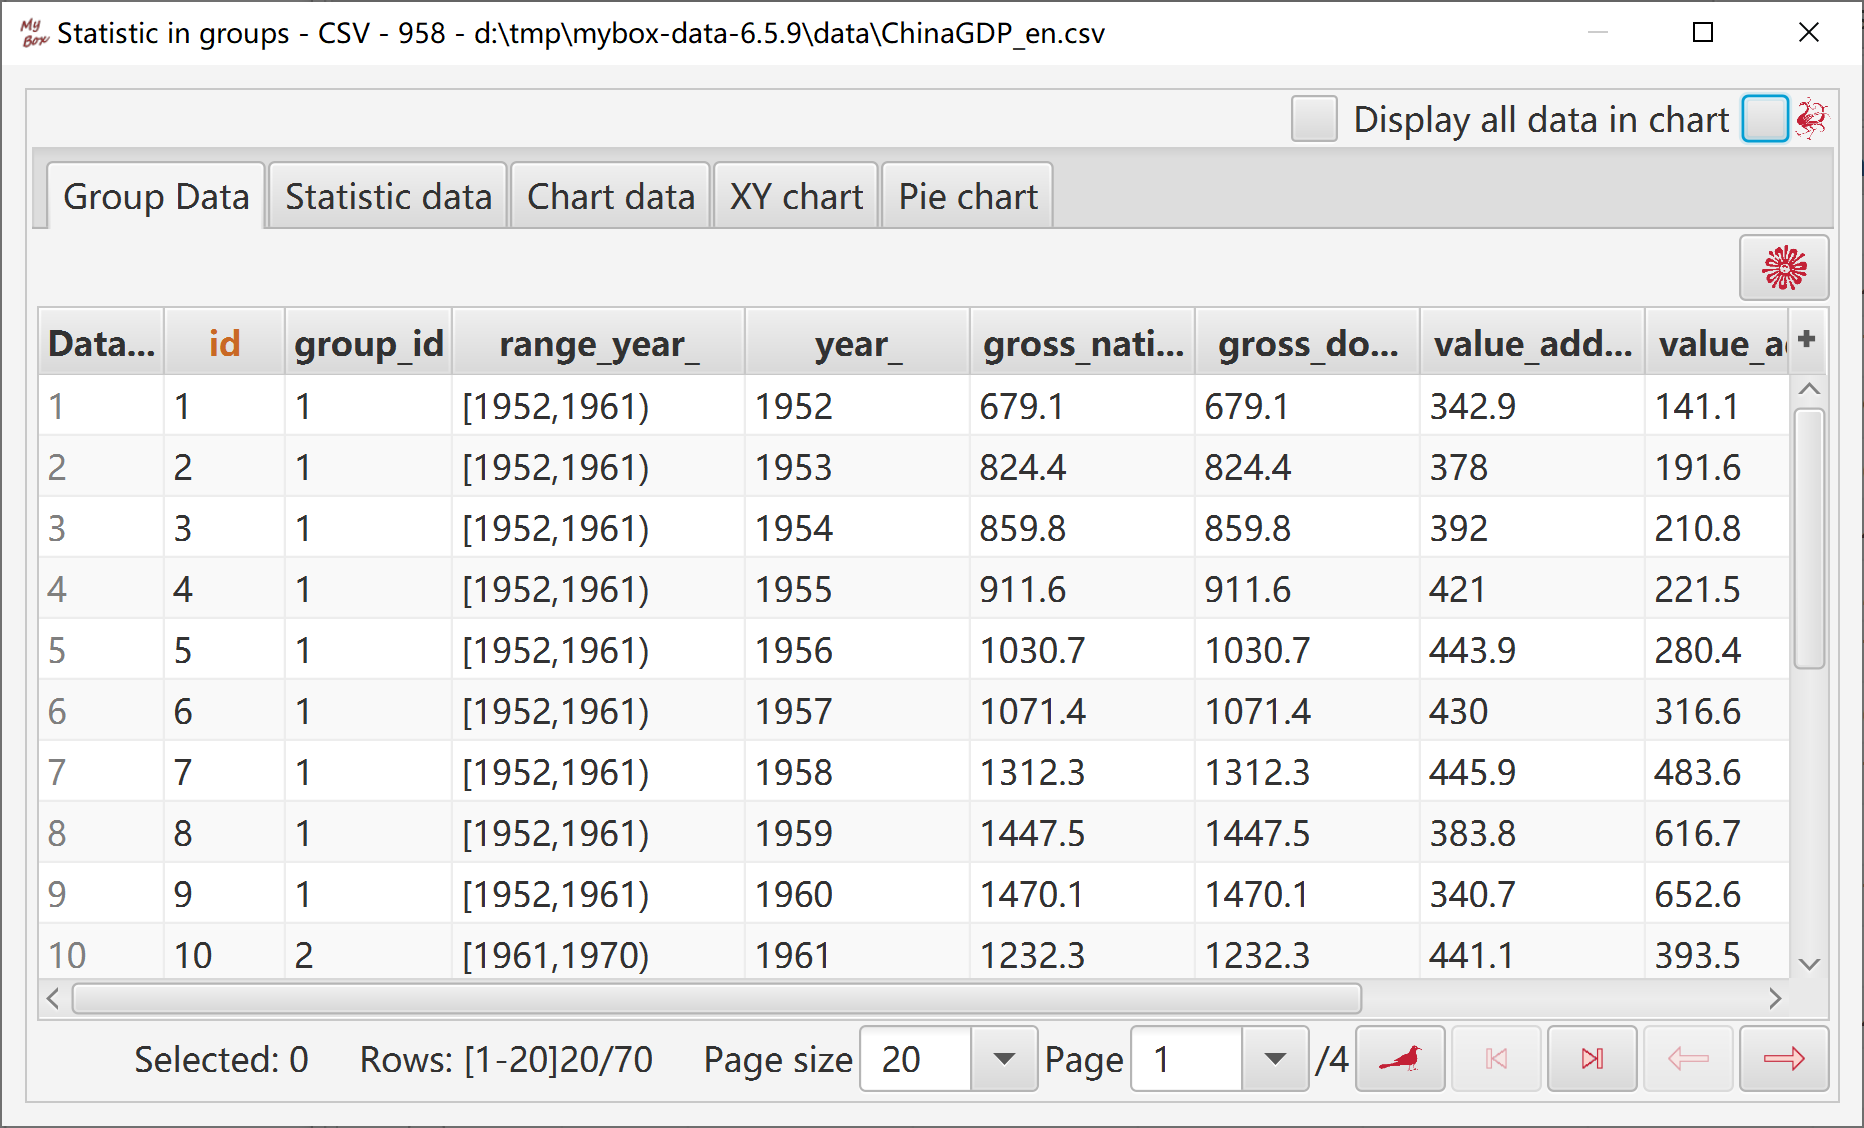 My Box Statistic in groups - CSV - 958 - d:\tmp\mybox-data-6.5.9\data\ChinaGDP_en.csv
Display all data in chart
Group Data Statistic data Chart data XY chart Pie chart
Data... id group_id range_year_ year_ gross_nati... gross_do... value_add... value_a +
1 1 1 [1952,1961) 1952 679.1 679.1 342.9 141.1
2 2 1 [1952,1961) 1953 824.4 824.4 378 191.6
3 3 1 [1952,1961) 1954 859.8 859.8 392 210.8
4 4 1 [1952,1961) 1955 911.6 911.6 421 221.5
5 5 1 [1952,1961) 1956 1030.7 1030.7 443.9 280.4
6 6 1 [1952,1961) 1957 1071.4 1071.4 430 316.6
7 7 1 [1952,1961) 1958 1312.3 1312.3 445.9 483.6
8 8 1 [1952,1961) 1959 1447.5 1447.5 383.8 616.7
9 9 1 [1952,1961) 1960 1470.1 1470.1 340.7 652.6
10 10 2 [1961,1970) 1961 1232.3 1232.3 441.1 393.5
Selected: 0 Rows: [1-20]20/70 Page size 20 Page 1 /4